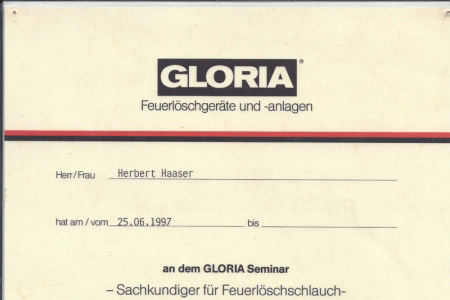 GLORIA®
Feuerlöschgeräte und -anlagen
Herr/Frau Herbert Haaser
hat am / vom 25.06.1997 bis
an dem GLORIA Seminar
– Sachkundiger für Feuerlöschschlauch-